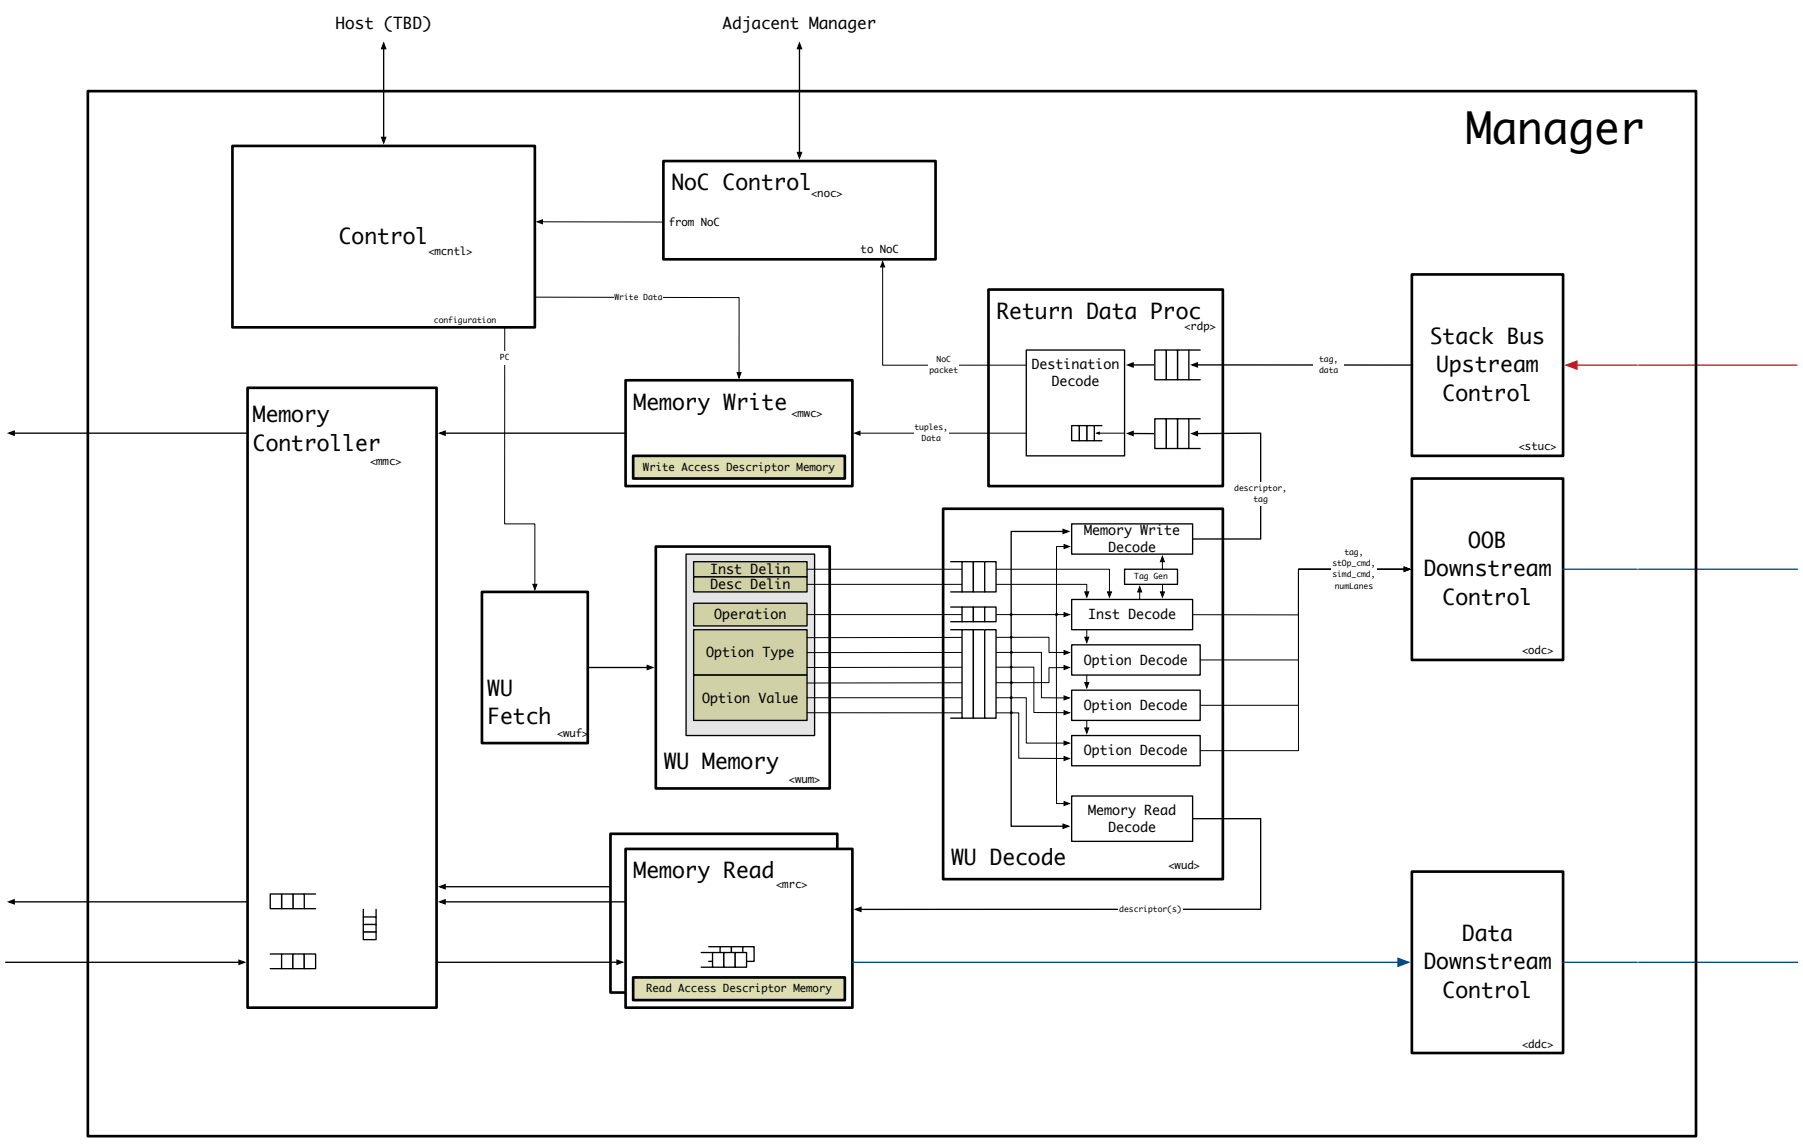 Host (TBD)
Adjacent Manager
Manager
NoC Control
<noc>
from NoC
to NoC
Control
<mcntl>
configuration
Write Data
PC
Return Data Proc
<rdp>
Destination
Decode
NoC
packet
tuples,
Data
tag,
data
Stack Bus
Upstream
Control
<stuc>
Memory
Controller
<mmc>
Memory Write
<mwc>
Write Access Descriptor Memory
descriptor,
tag
OOB
Downstream
Control
<odc>
tag,
stOp_cmd,
simd_cmd,
numLanes
Memory Write
Decode
Tag Gen
Inst Decode
Option Decode
Option Decode
Option Decode
Memory Read
Decode
WU Decode
<wud>
Inst Delin
Desc Delin
Operation
Option Type
Option Value
WU Memory
<wum>
WU
Fetch
<wuf>
Memory Read
<mrc>
Read Access Descriptor Memory
descriptor(s)
Data
Downstream
Control
<ddc>